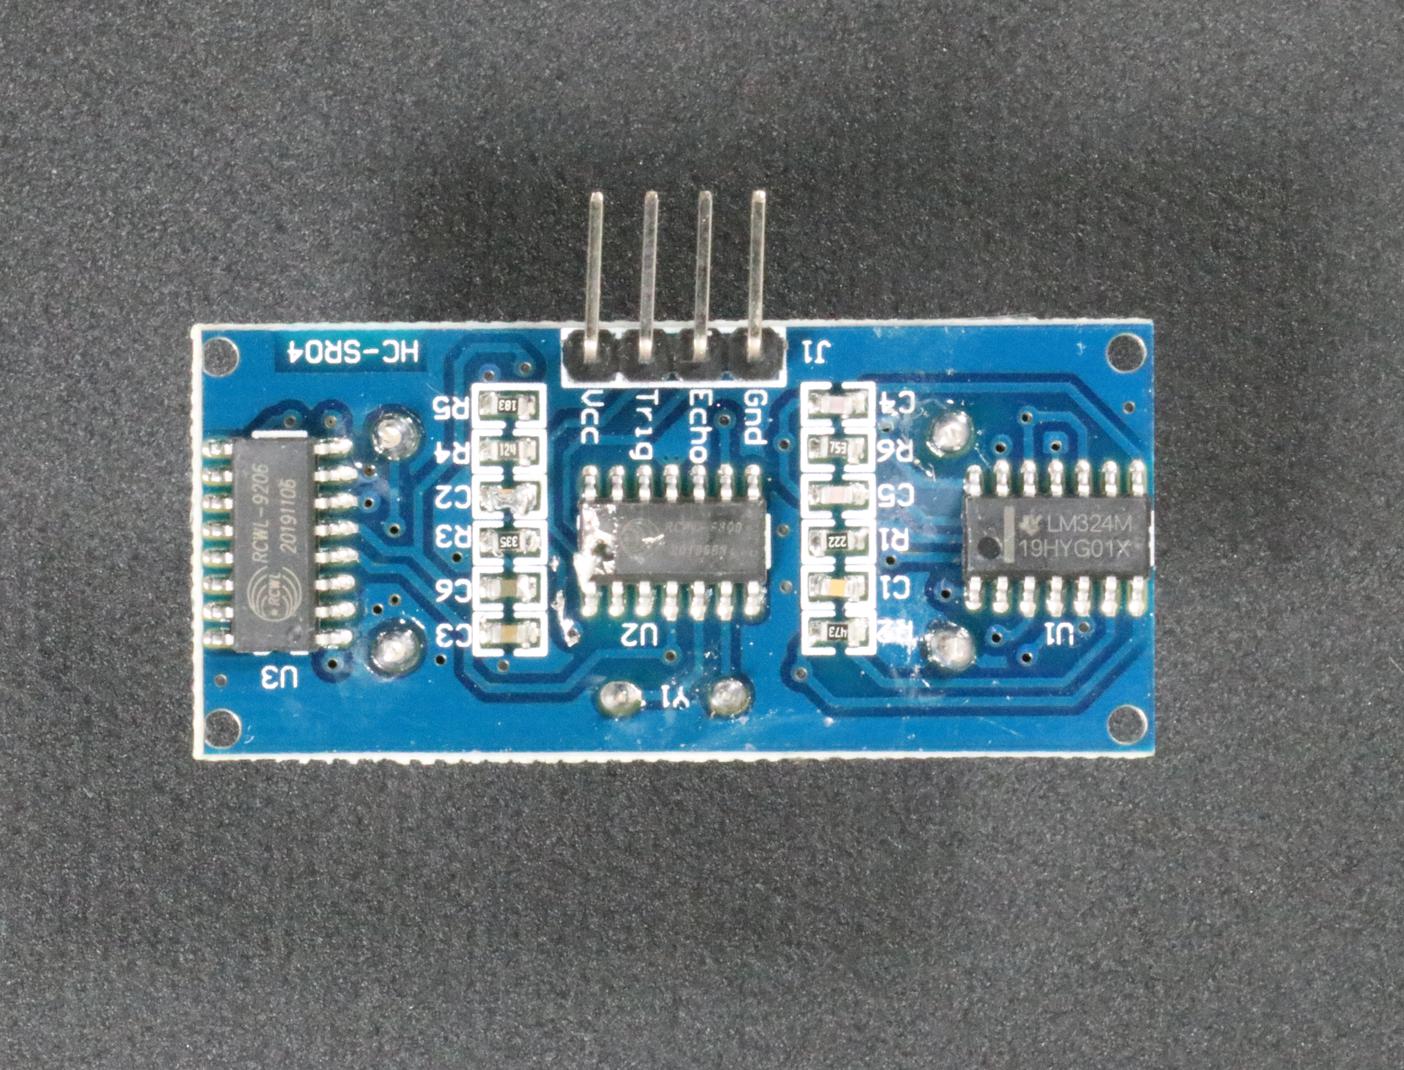 HC-SR04
J1
Vcc
Trig
Echo
Gnd
R5
183
R4
124
C2
R3
335
C6
C3
C4
R6
753
C5
R1
222
C1
R2
473
RCWL-9206
20191106
RCWL
U3
U2
Y1
LM324M
19HYG01X
U1